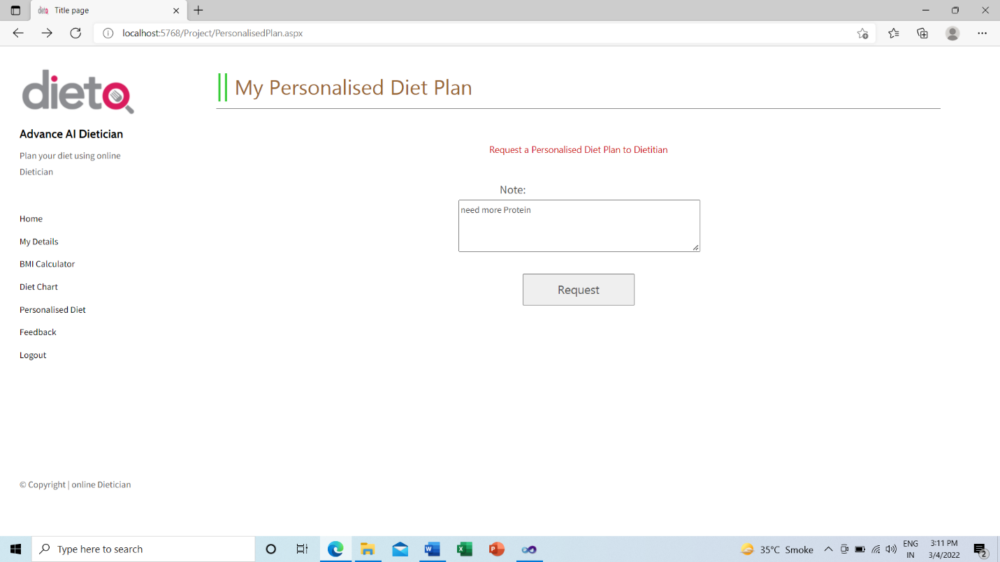 dieto Title page
localhost:5768/Project/PersonalisedPlan.aspx
dieto
Advance AI Dietician
Plan your diet using online
Dietician
Home
My Details
BMI Calculator
Diet Chart
Personalised Diet
Feedback
Logout
© Copyright | online Dietician
My Personalised Diet Plan
Request a Personalised Diet Plan to Dietitian
Note:
need more Protein
Request
Type here to search
35°C Smoke
ENG
IN
3:11 PM
3/4/2022
2